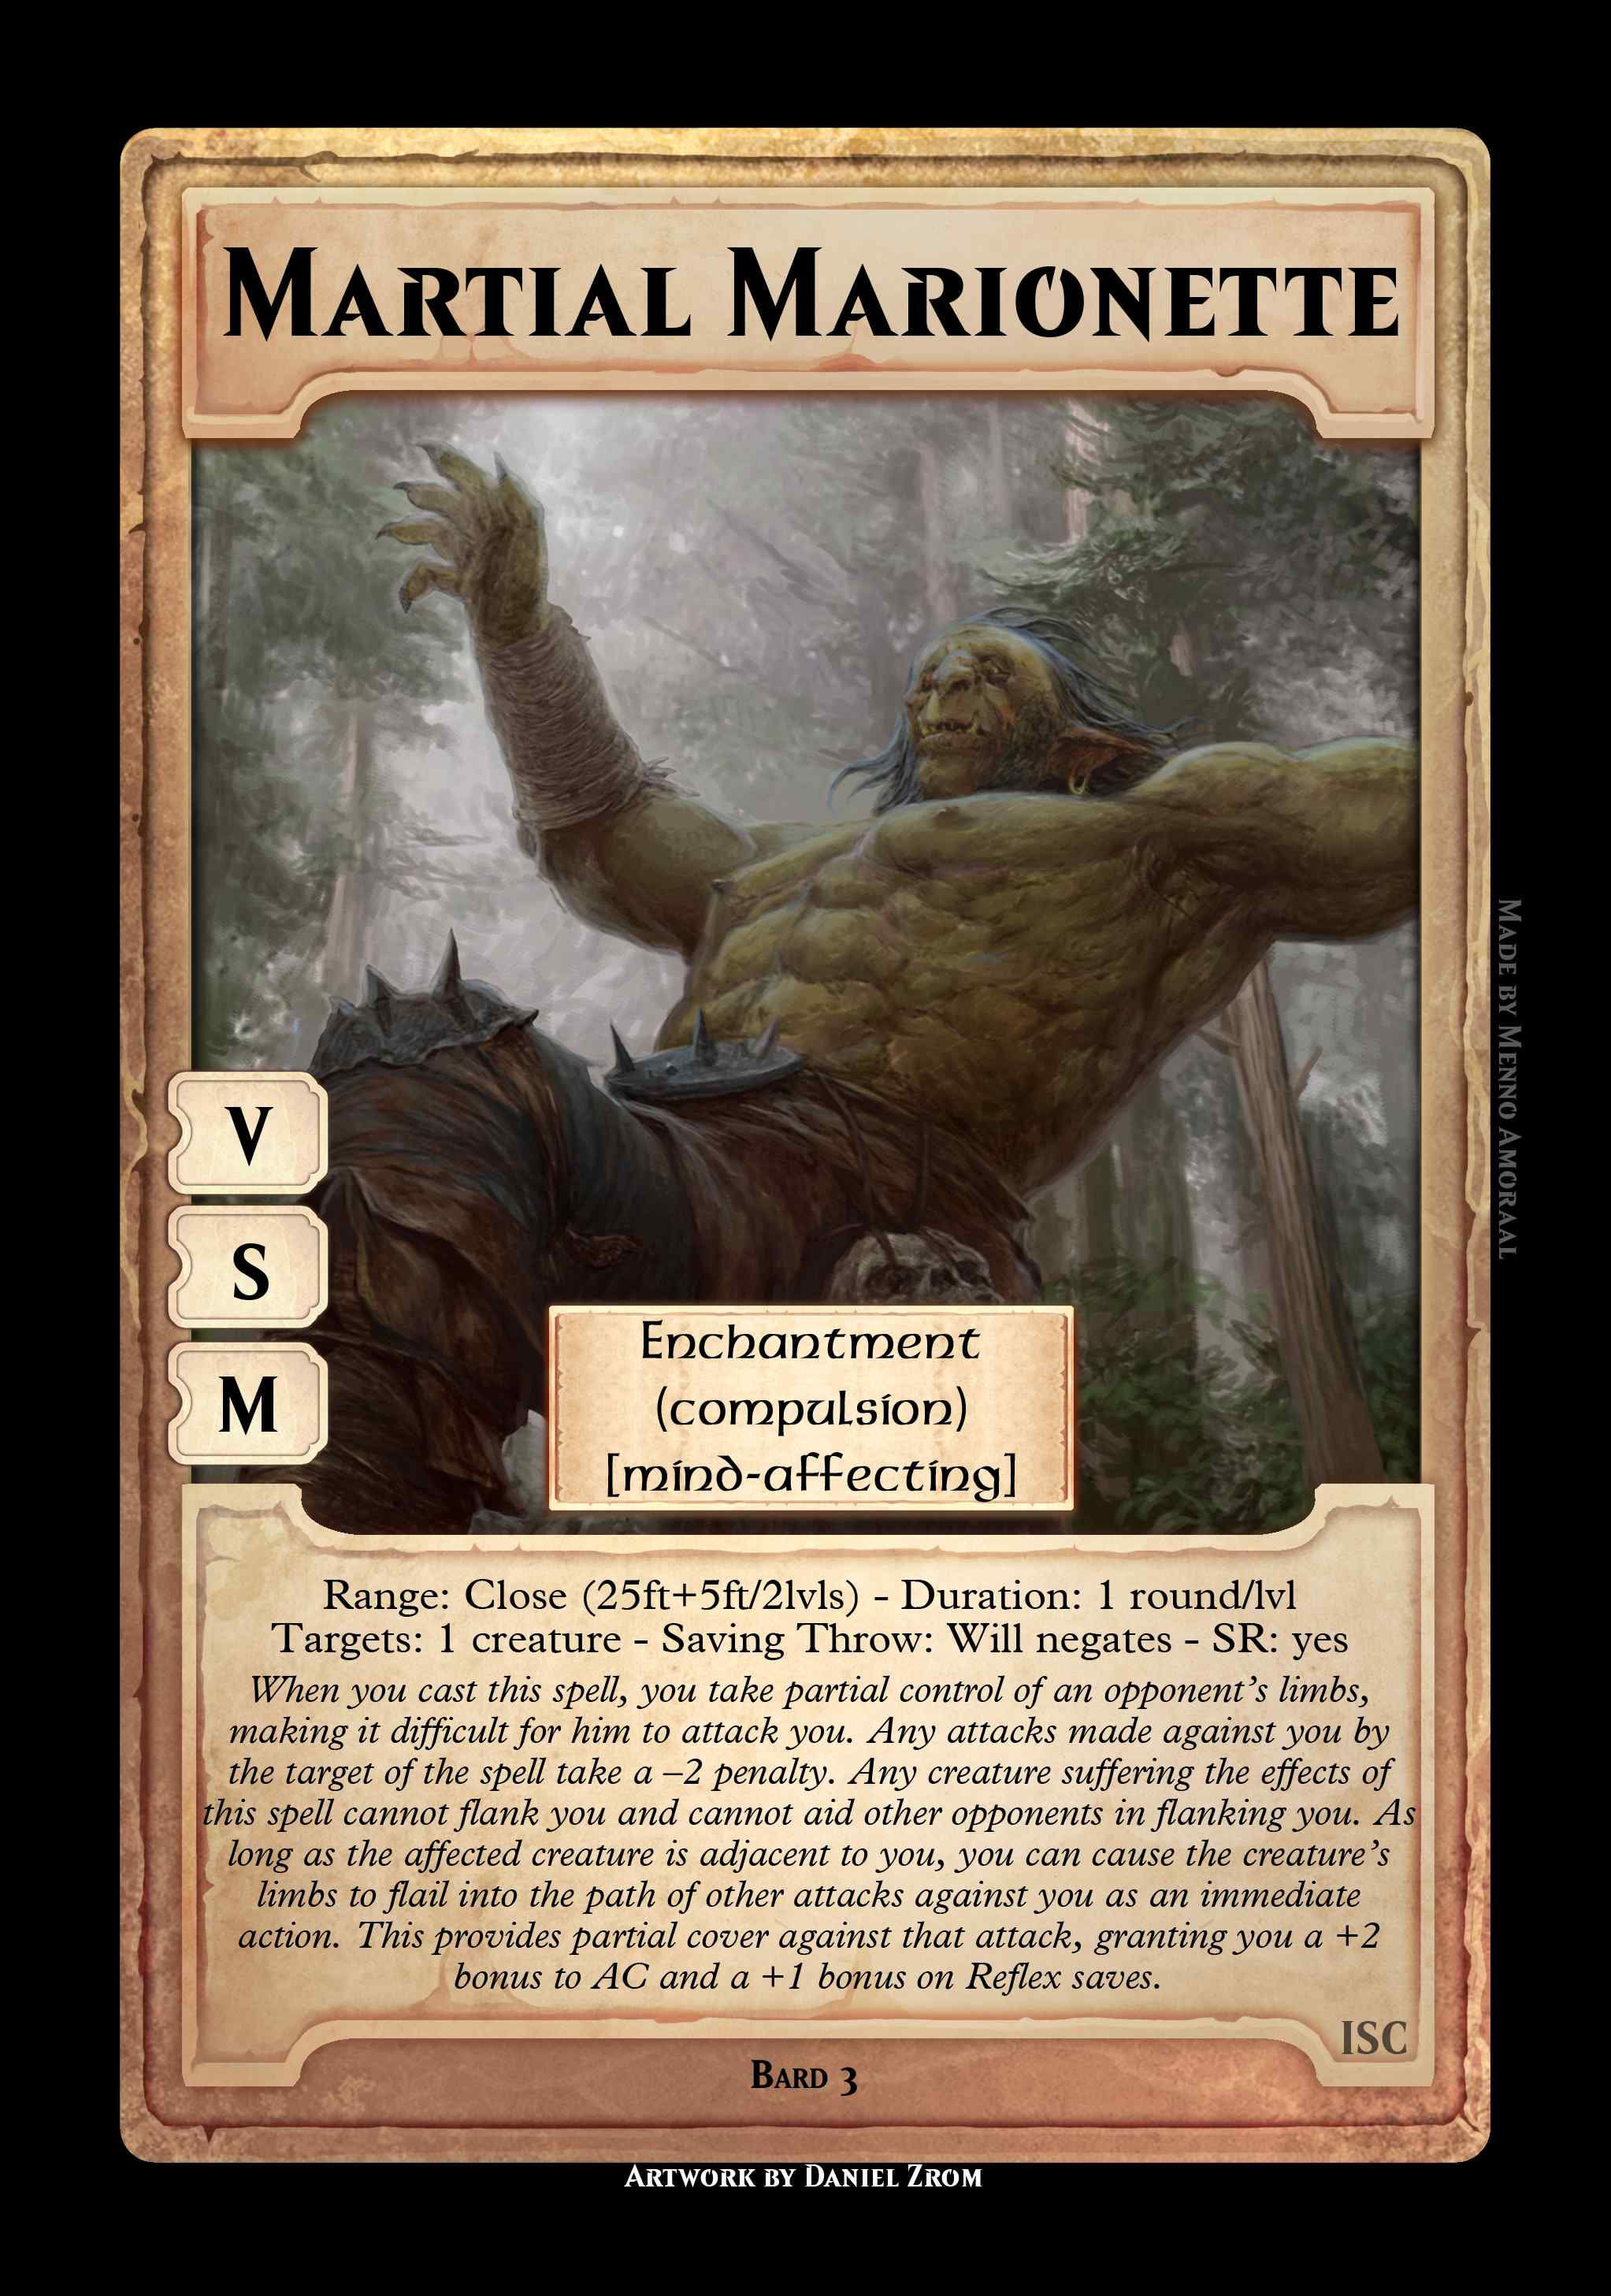 Martial Marionette
V
S
M
Enchantment
(compulsion)
[mind-affecting]
Range: Close (25ft+5ft/2lvls) - Duration: 1 round/lvl
Targets: 1 creature - Saving Throw: Will negates - SR: yes
When you cast this spell, you take partial control of an opponent's limbs,
making it difficult for him to attack you. Any attacks made against you by
the target of the spell take a –2 penalty. Any creature suffering the effects of
this spell cannot flank you and cannot aid other opponents in flanking you. As
long as the affected creature is adjacent to you, you can cause the creature's
limbs to flail into the path of other attacks against you as an immediate
action. This provides partial cover against that attack, granting you a +2
bonus to AC and a +1 bonus on Reflex saves.
ISC
Bard 3
Artwork by Daniel Zrom
Made by Menno Amoraal